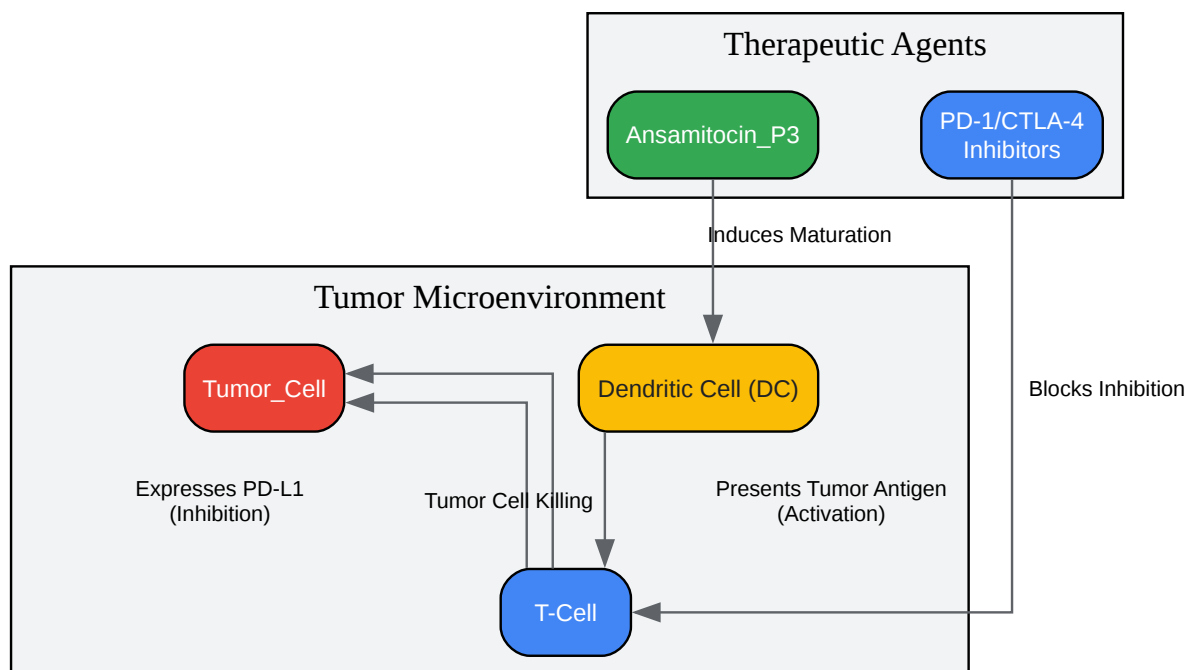 Therapeutic Agents
Ansamitocin_P3
PD-1/CTLA-4
Inhibitors
Induces Maturation
Tumor Microenvironment
Tumor_Cell
Dendritic Cell (DC)
Blocks Inhibition
Expresses PD-L1
(Inhibition)
Tumor Cell Killing
Presents Tumor Antigen
(Activation)
T-Cell